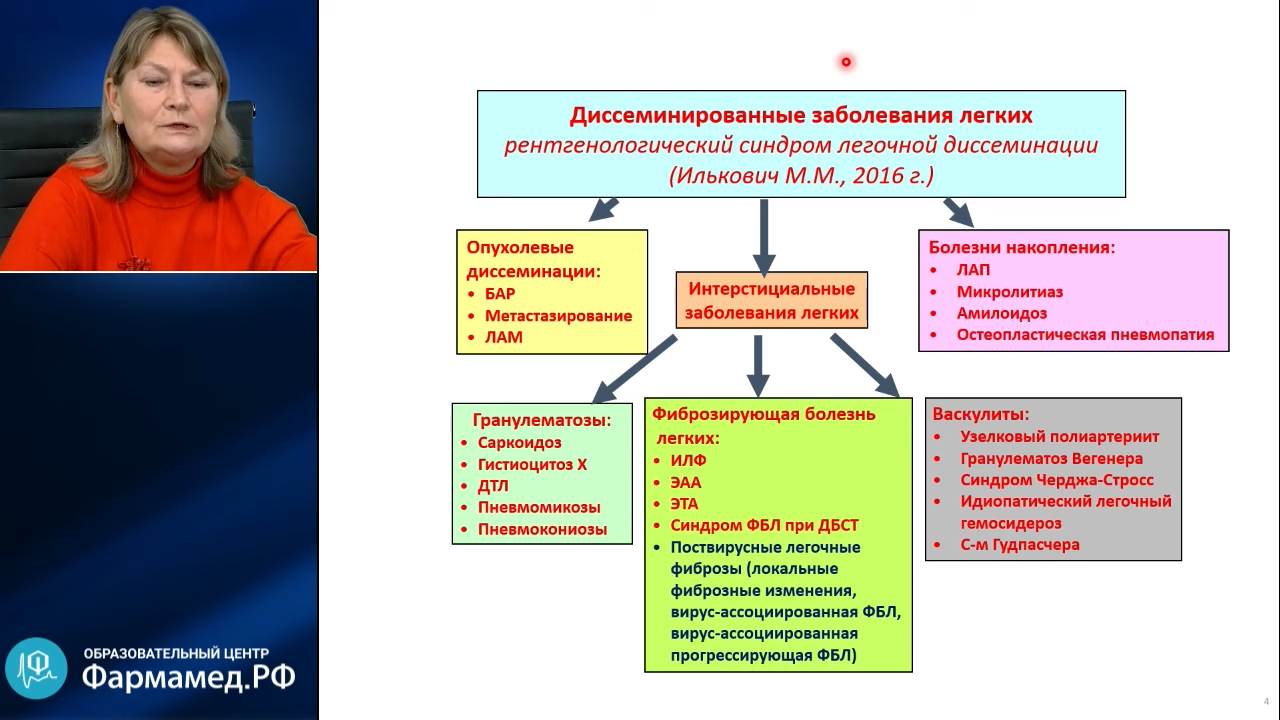 Диссеминированные заболевания легких
рентгенологический синдром легочной диссеминации
(Илькович М.М., 2016 г.)
Опухолевые
диссеминации:
• БАР
• Метастазирование
• ЛАМ
Интерстициальные
заболевания легких
Болезни накопления:
• ЛАП
• Микролитиаз
• Амилоидоз
• Остеопластическая пневмопатия
Гранулематозы:
• Саркоидоз
• Гистиоцитоз Х
• ДТЛ
• Пневмомикозы
• Пневмокониозы
Фиброзирующая болезнь
легких:
• ИЛФ
• ЭАА
• ЭТА
• Синдром ФБЛ при ДБСТ
• Поствирусные легочные
фиброзы (локальные
фиброзные изменения,
вирус-ассоциированная ФБЛ,
вирус-ассоциированная
прогрессирующая ФБЛ)
Васкулиты:
• Узелковый полиартериит
• Гранулематоз Вегенера
• Синдром Черджа-Стросс
• Идиопатический легочный
гемосидероз
• С-м Гудпасчера
ОБРАЗОВАТЕЛЬНЫЙ ЦЕНТР
Фармамед.РФ
4